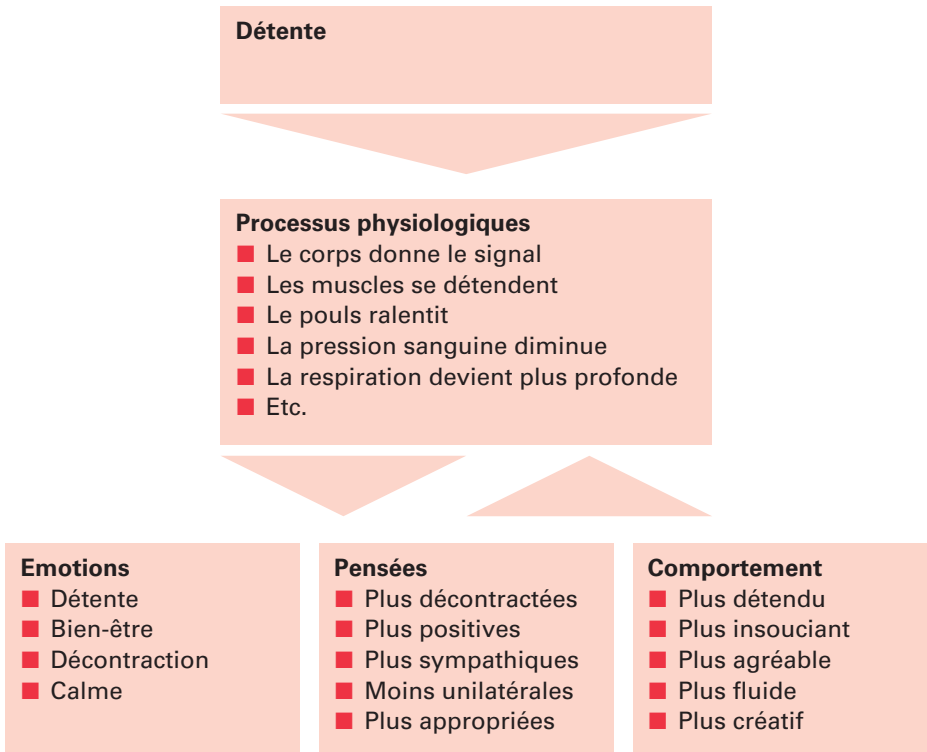 Détente
Processus physiologiques
Le corps donne le signal
Les muscles se détendent
Le pouls ralentit
La pression sanguine diminue
La respiration devient plus profonde
Etc.
Emotions
Détente
Bien-être
Décontraction
Calme
Pensées
Plus décontractées
Plus positives
Plus sympathiques
Moins unilatérales
Plus appropriées
Comportement
Plus détendu
Plus insouciant
Plus agréable
Plus fluide
Plus créatif